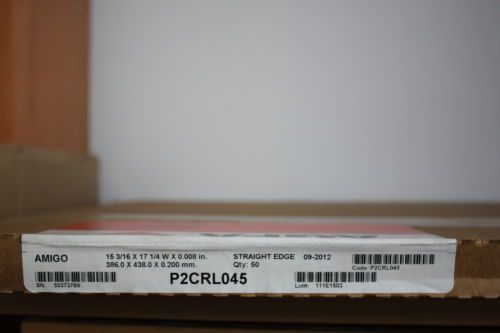 AMIGO 15 3/16 X 17 1/4 W X 0.008 in. STRAIGHT EDGE 09-2012
386.0 X 438.0 X 0.200 mm. Qty: 50 Code: P2CRL045
P2CRL045
SN: 50373789 Lot#: 111E1503